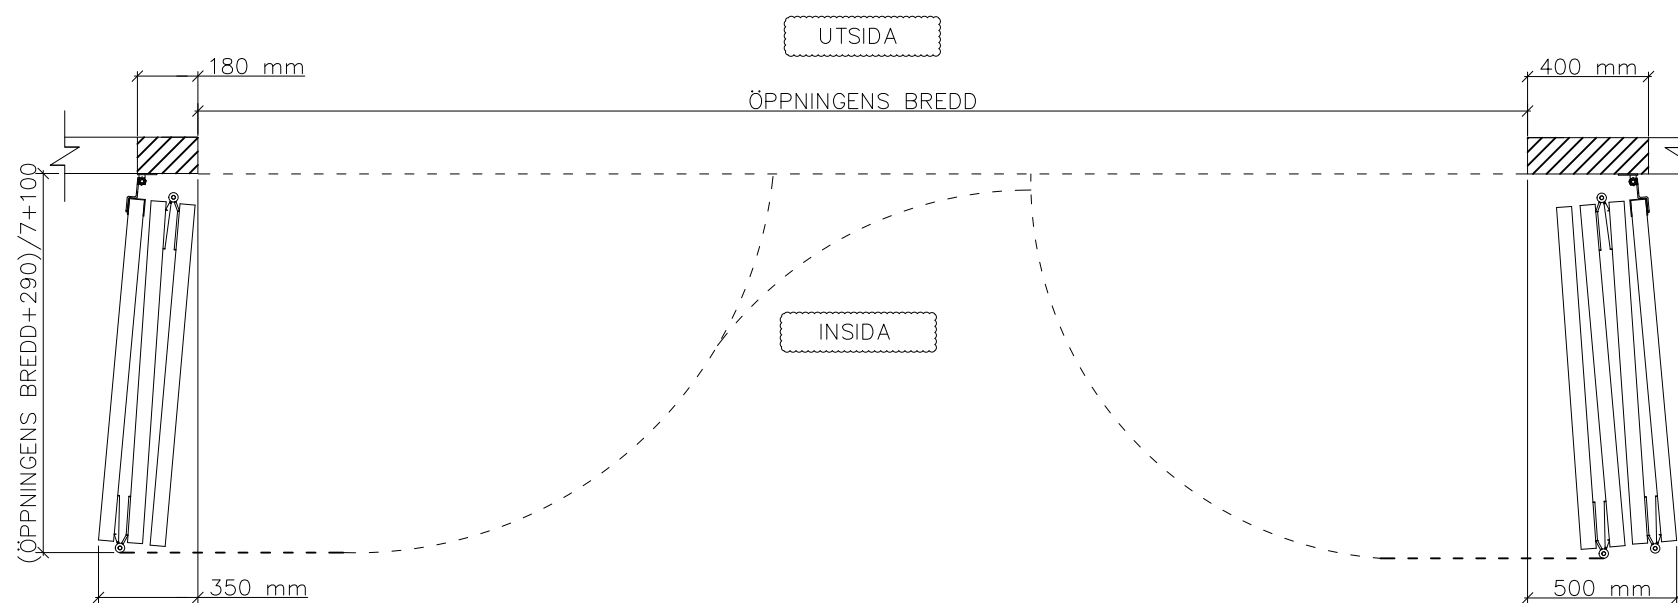 UTSIDA
180 mm
400 mm
ÖPPNINGENS BREDD
(ÖPPNINGENS BREDD+290)/7+100
INSIDA
350 mm
500 mm